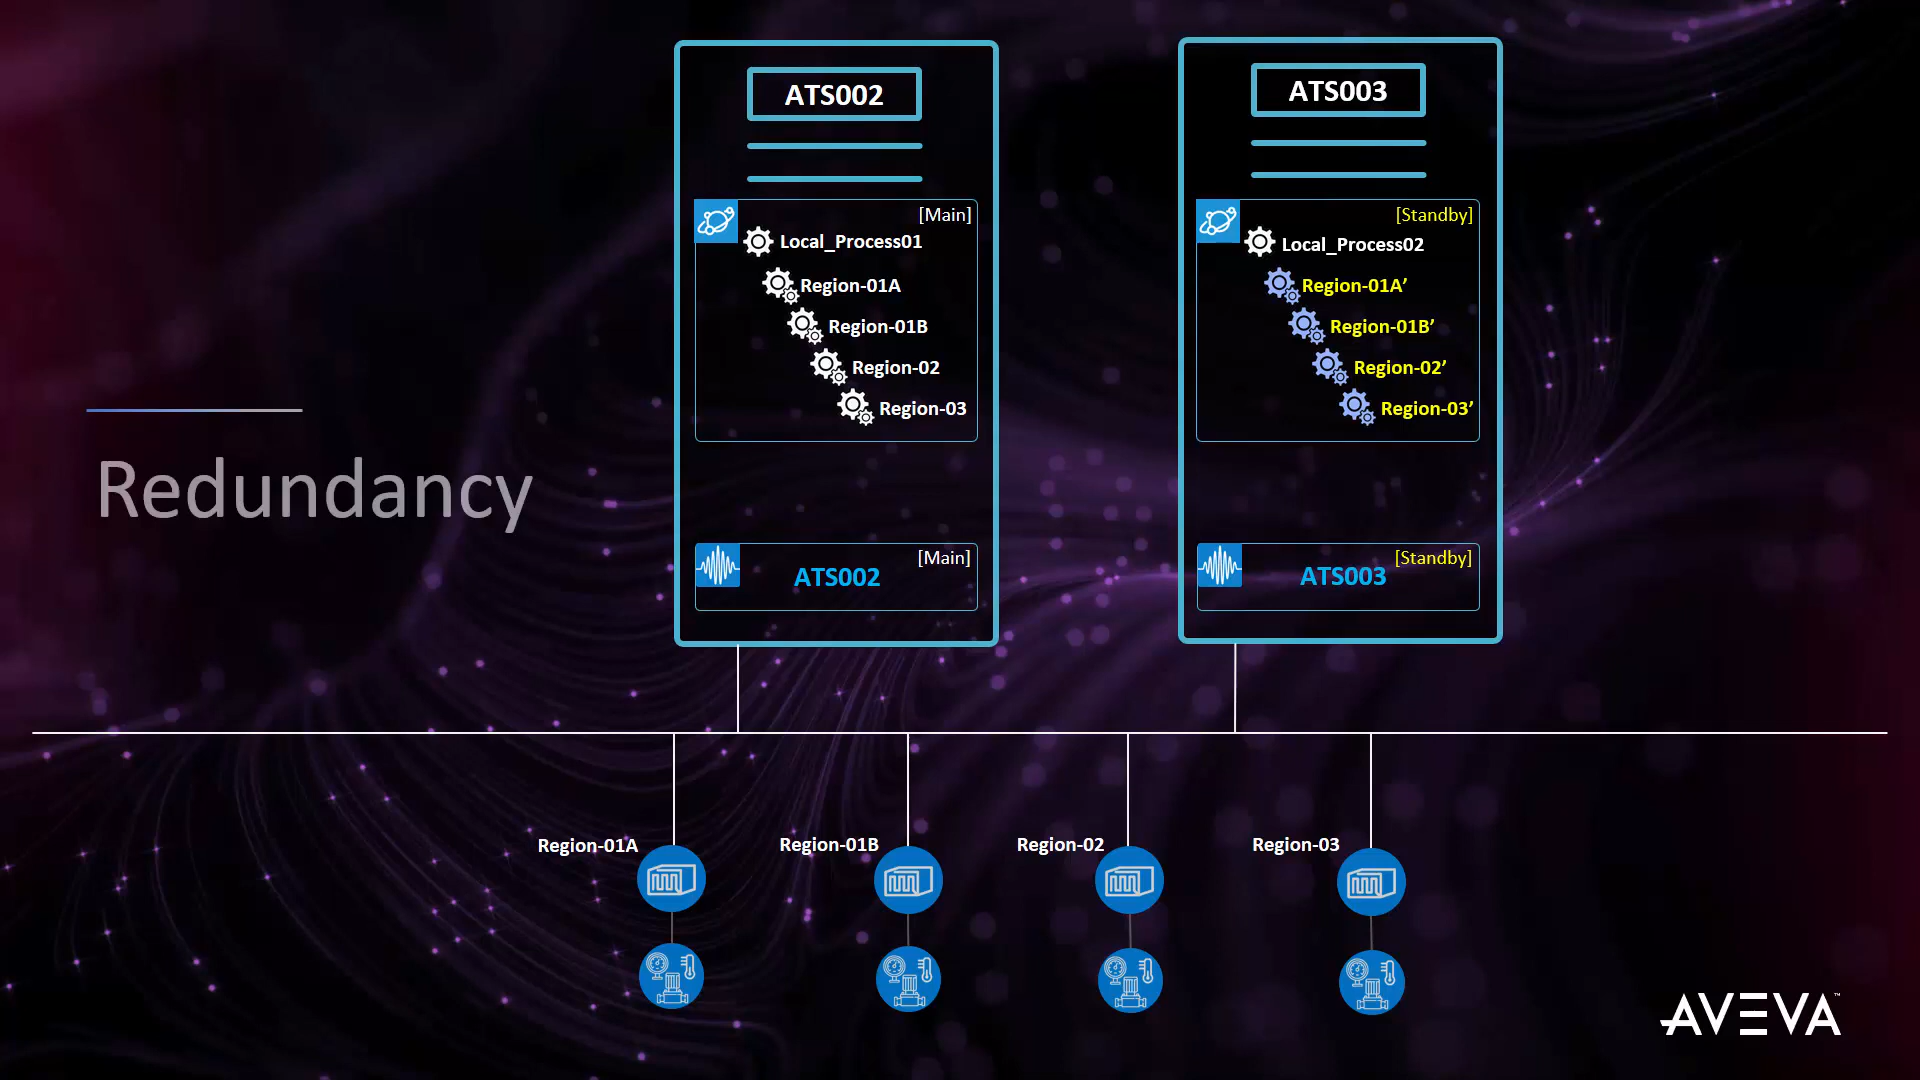 Redundancy
ATS002
[Main]
Local_Process01
Region-01A
Region-01B
Region-02
Region-03
[Main]
ATS002
ATS003
[Standby]
Local_Process02
Region-01A’
Region-01B’
Region-02’
Region-03’
[Standby]
ATS003
Region-01A
Region-01B
Region-02
Region-03
AVEVA™